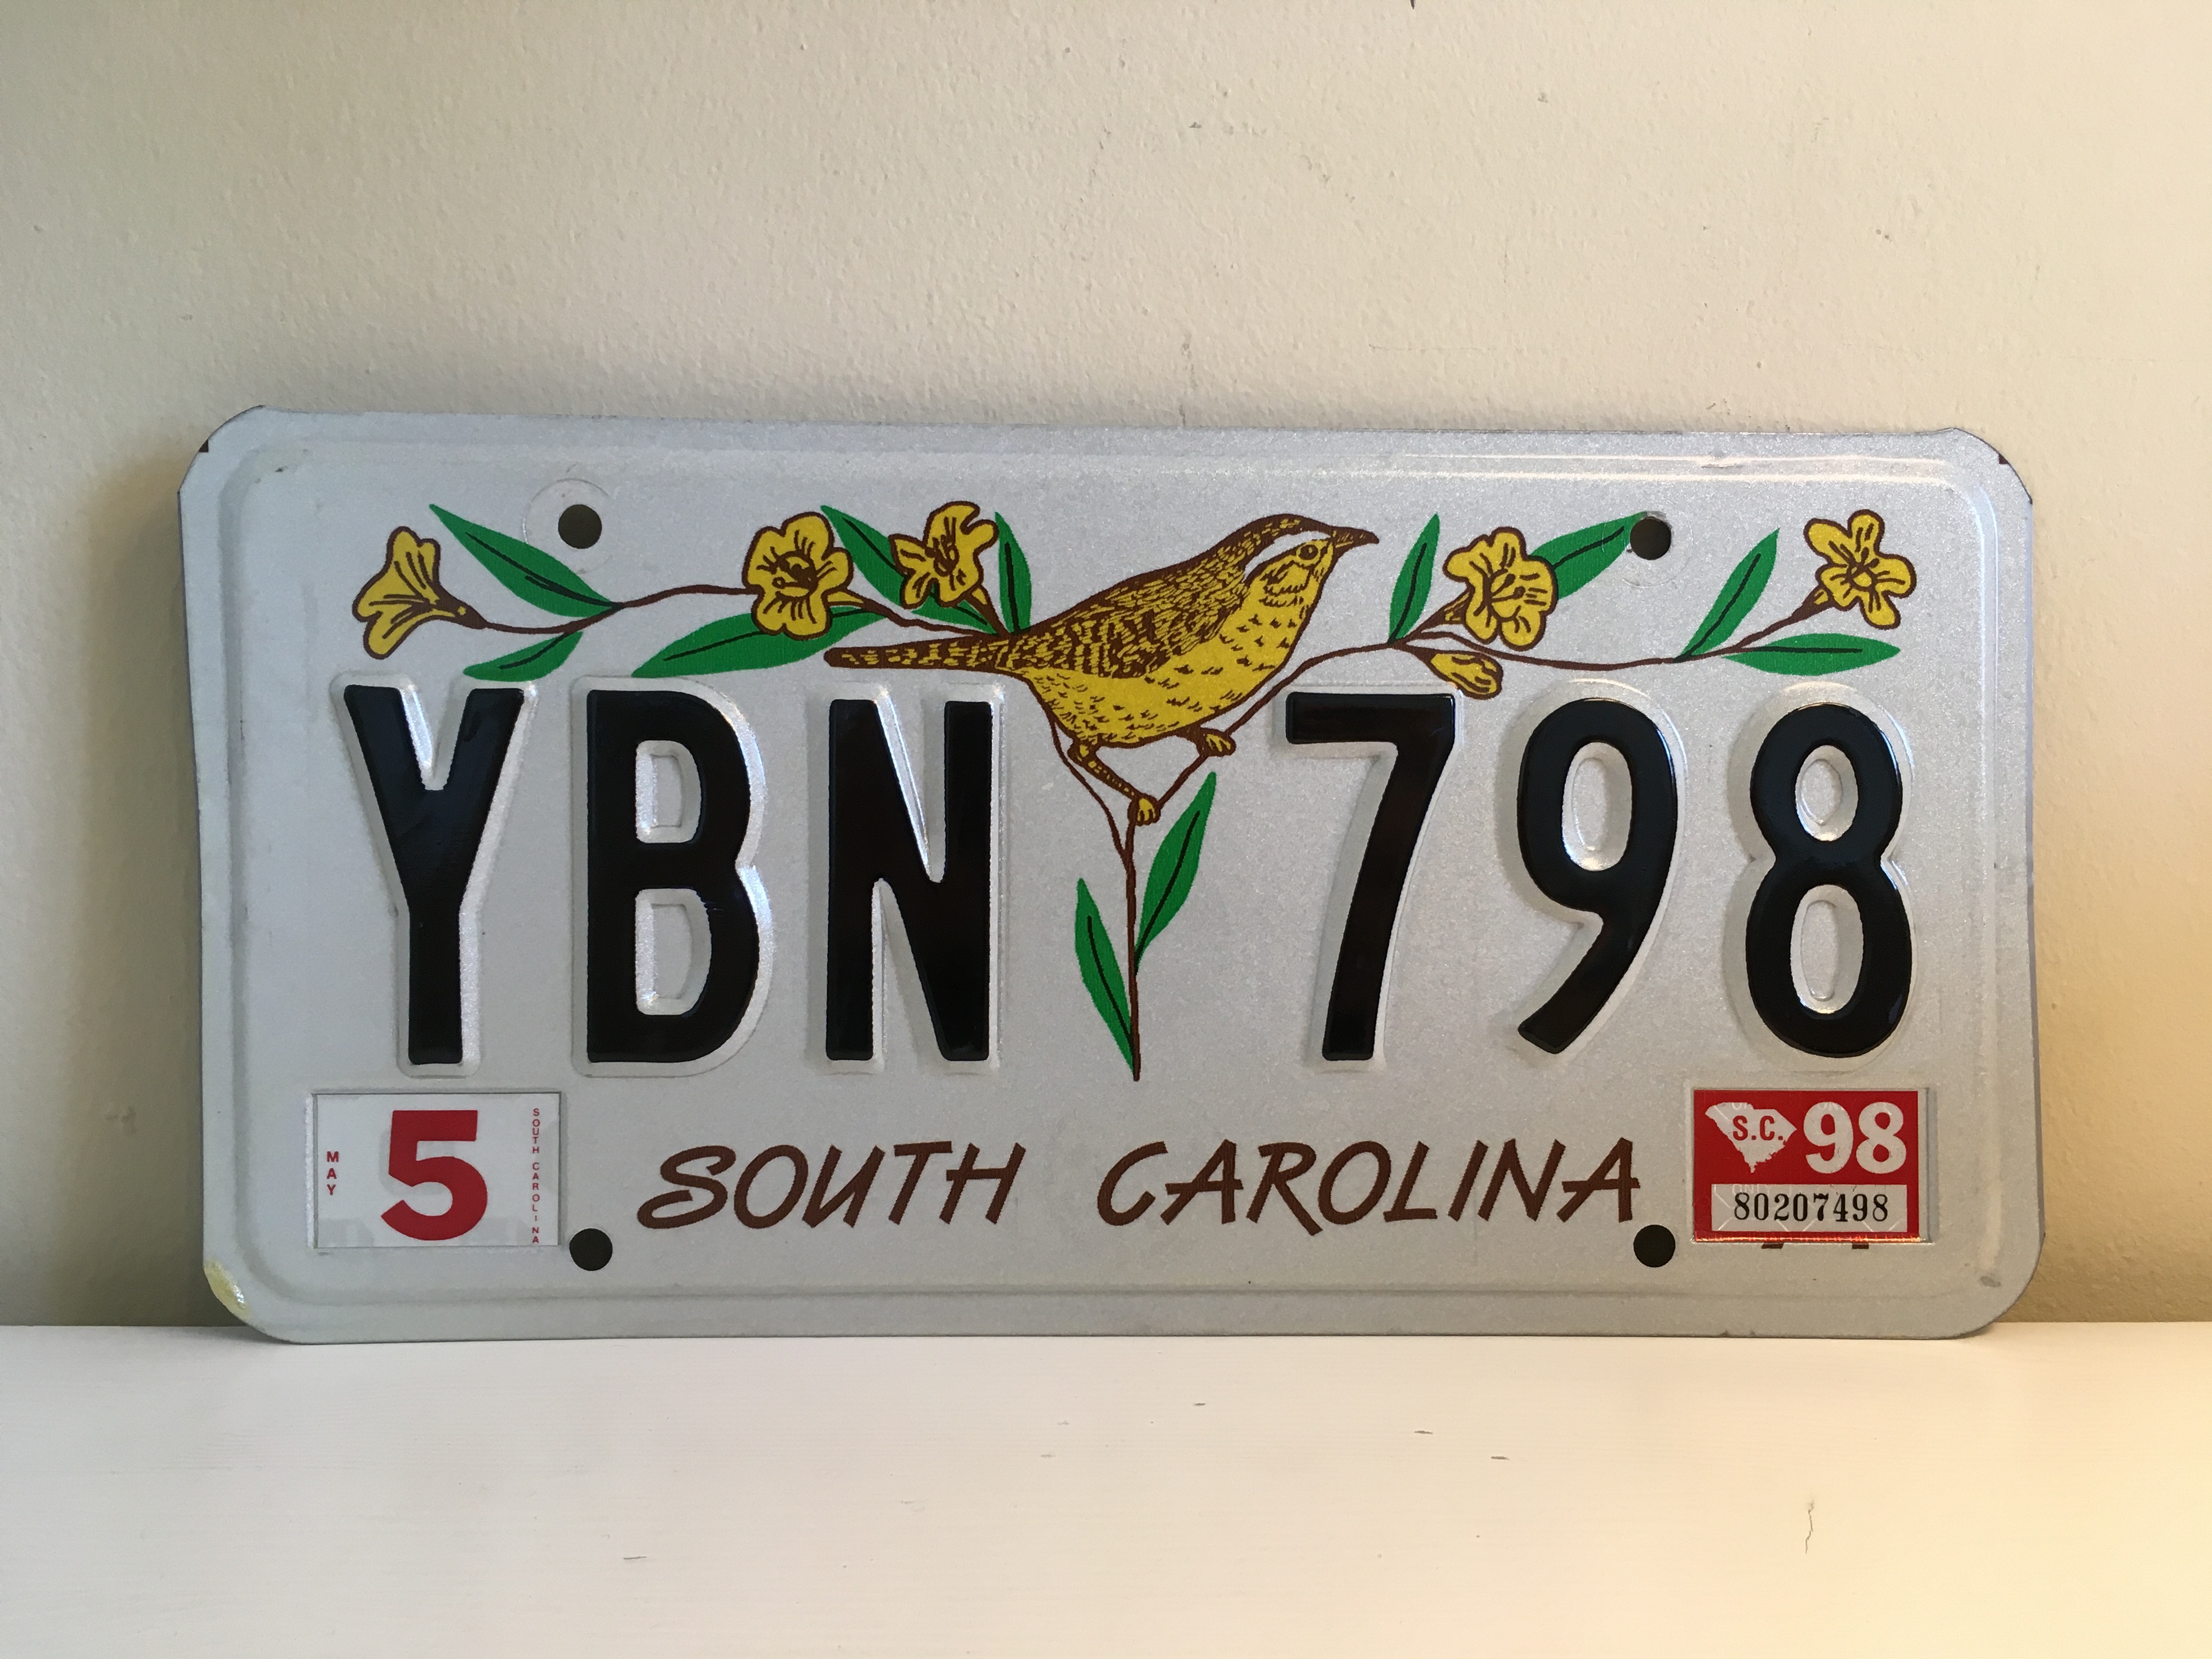 YBN 798
MAY
5
SOUTH CAROLINA
SOUTH CAROLINA
S.C. 98
80207498